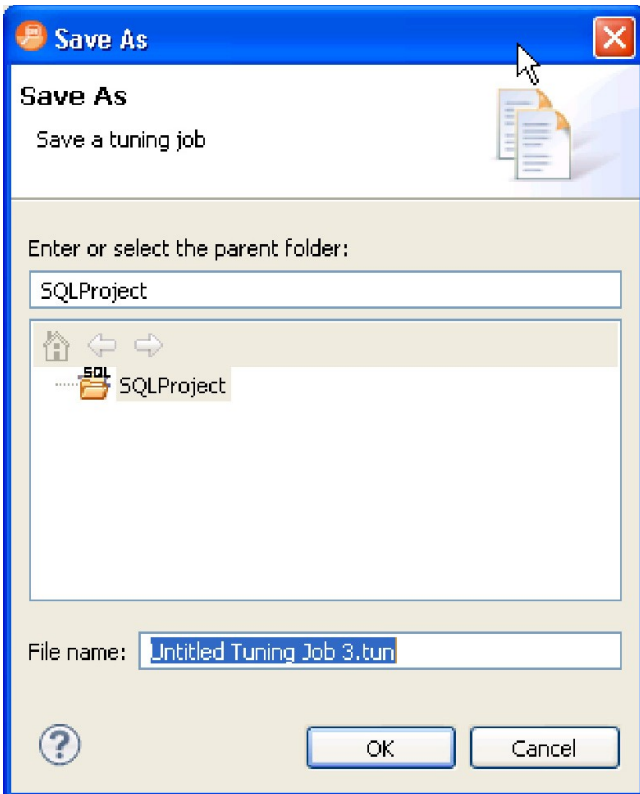 Save As
Save As
Save a tuning job
Enter or select the parent folder:
SQLProject
SQL
SQLProject
File name: Untitled Tuning Job 3.tun
?
OK Cancel